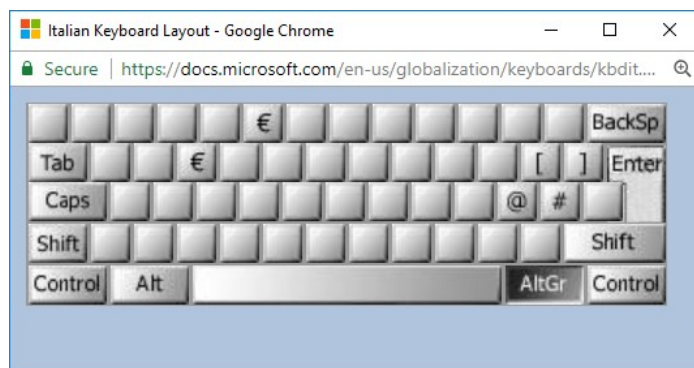 Italian Keyboard Layout - Google Chrome
Secure | https://docs.microsoft.com/en-us/globalization/keyboards/kbdit....
€ BackSp
Tab € [ ] Enter
Caps @ #
Shift Shift
Control Alt AltGr Control